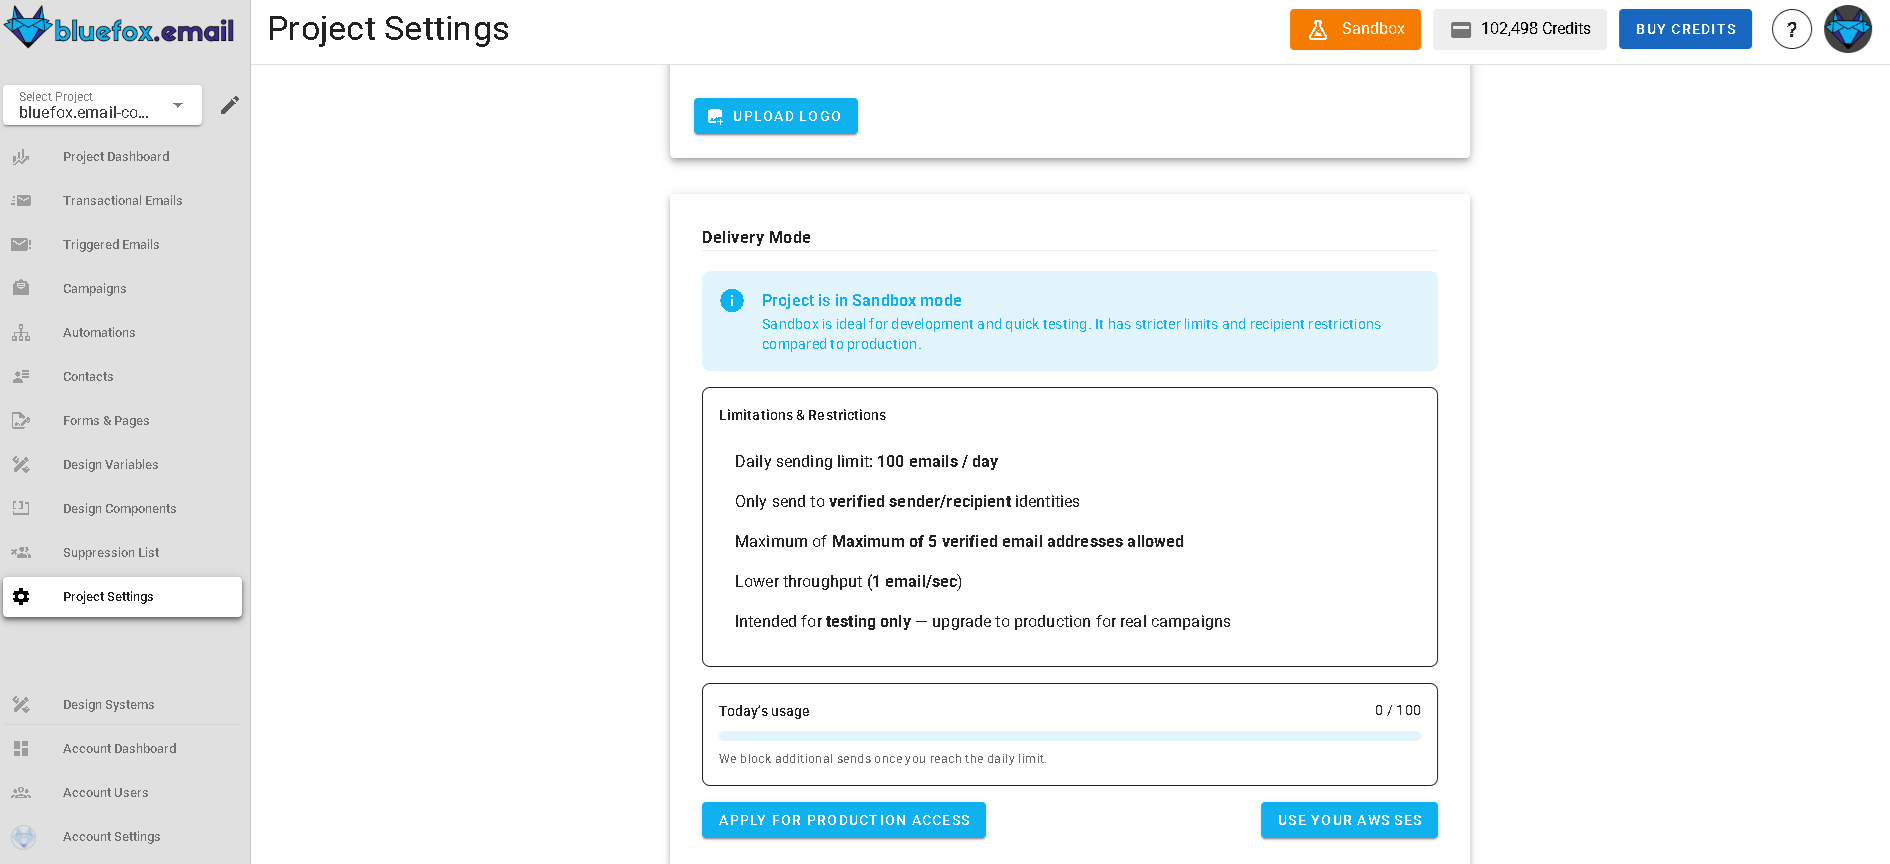 bluefox.email
Project Settings
Sandbox
102,498 Credits
BUY CREDITS
?
Select Project
bluefox.email-co...
Project Dashboard
Transactional Emails
Triggered Emails
Campaigns
Automations
Contacts
Forms & Pages
Design Variables
Design Components
Suppression List
Project Settings
Design Systems
Account Dashboard
Account Users
Account Settings
UPLOAD LOGO
Delivery Mode
Project is in Sandbox mode
Sandbox is ideal for development and quick testing. It has stricter limits and recipient restrictions
compared to production.
Limitations & Restrictions
Daily sending limit: 100 emails / day
Only send to verified sender/recipient identities
Maximum of Maximum of 5 verified email addresses allowed
Lower throughput (1 email/sec)
Intended for testing only — upgrade to production for real campaigns
Today's usage 0 / 100
We block additional sends once you reach the daily limit.
APPLY FOR PRODUCTION ACCESS
USE YOUR AWS SES